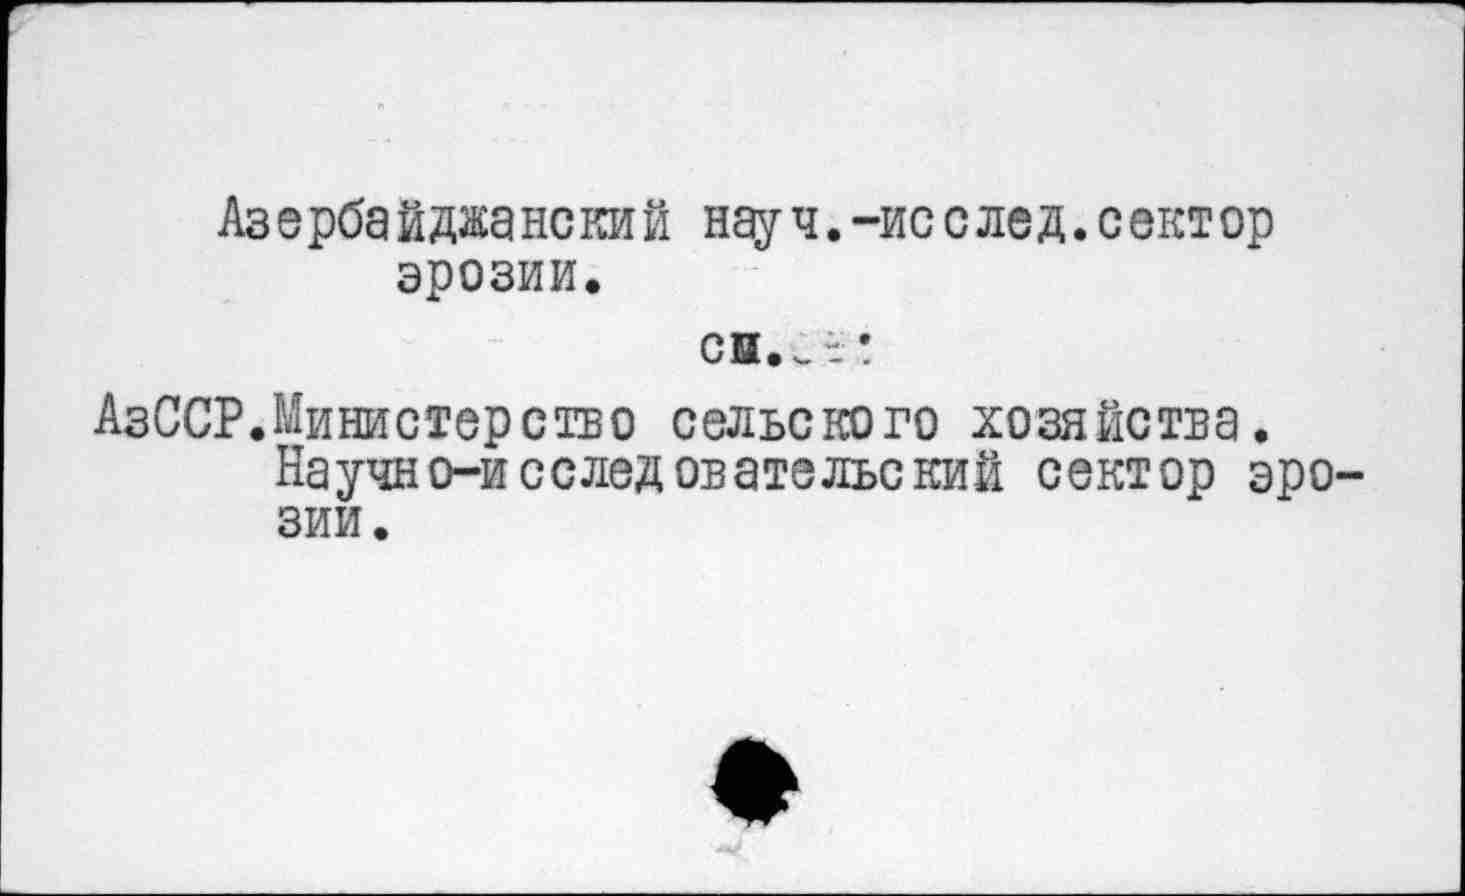 Азербайджанский науч.-исслед.сектор
эрозии.
см.
АзССР.Министерство сельского хозяйства.
Научно-исследовательский сектор эро-
зии.